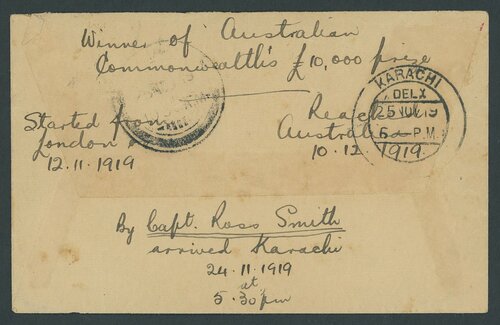 Winner of Australian
Commonwealth's £10,000 prize
KARACHI
DELX
25 NOV 19
6 P.M.
1919.
Started from
London
12.11.1919
Reach
Australia
10.12
By Capt. Ross Smith
arrived Karachi
24.11.1919
at
5.30 pm